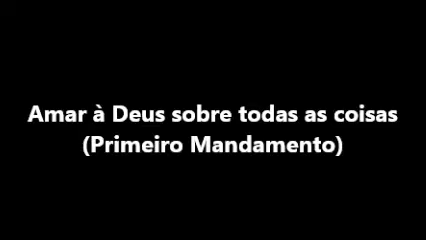 Amar à Deus sobre todas as coisas
(Primeiro Mandamento)